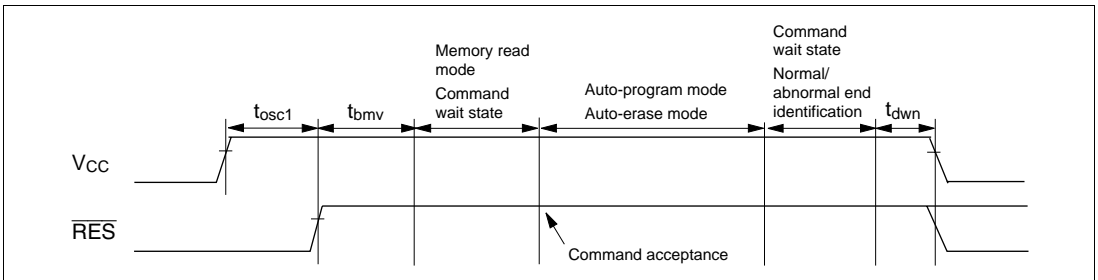 Memory read
mode
Command
wait state
Auto-program mode
Auto-erase mode
Command
wait state
Normal/
abnormal end
identification
tosc1
tbmv
tdwn
VCC
RES
Command acceptance